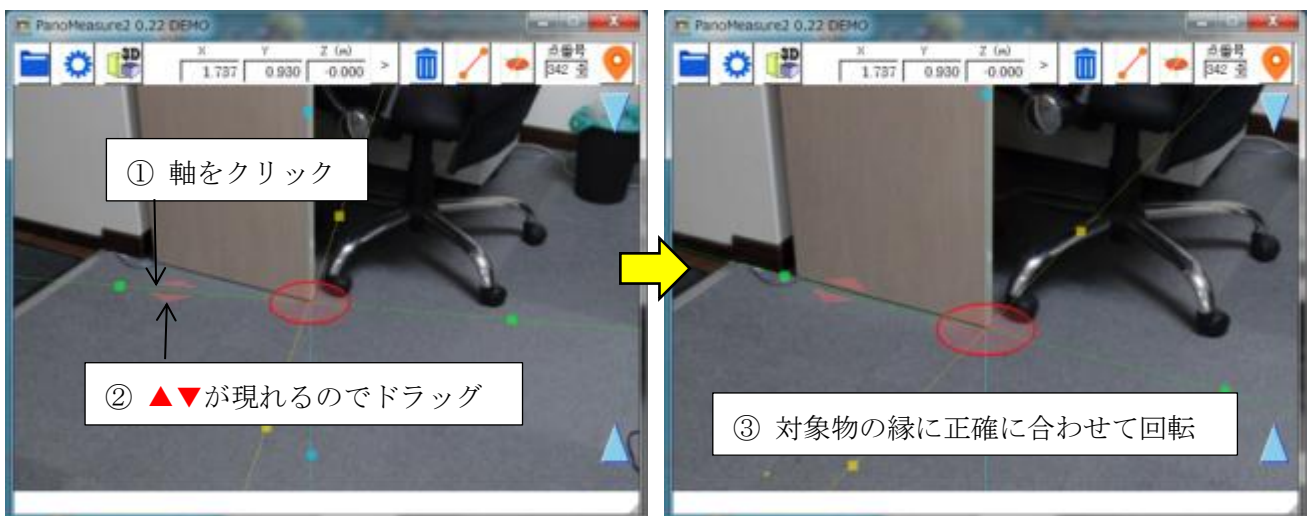 PanoMeasure2 0.22 DEMO
X Y Z (m)
1.737 0.930 -0.000 >
点番号
342
3D
① 軸をクリック
② ▲▼が現れるのでドラッグ
PanoMeasure2 0.22 DEMO
X Y Z (m)
1.737 0.930 -0.000 >
点番号
342
3D
③ 対象物の縁に正確に合わせて回転